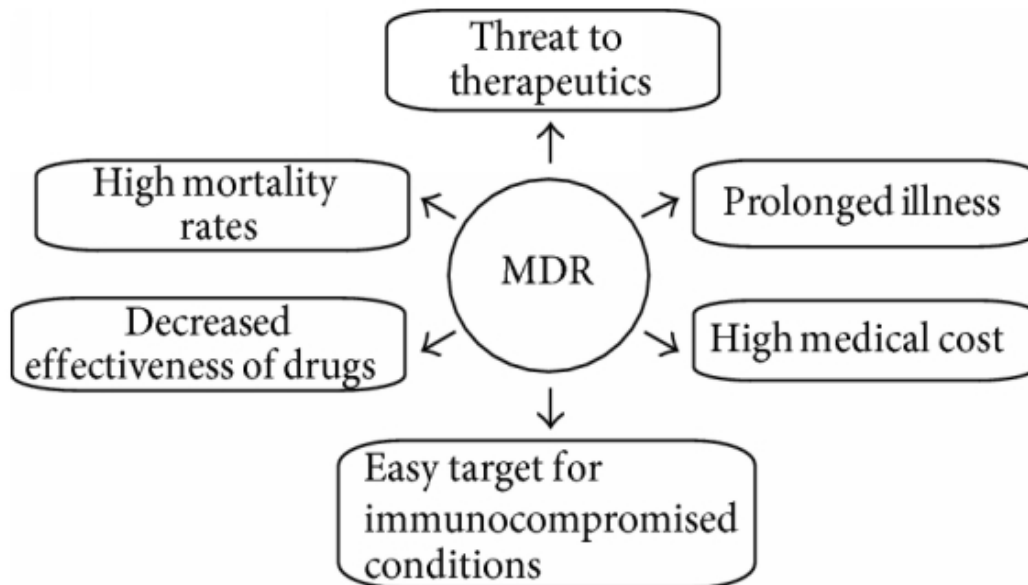 Threat to
therapeutics
High mortality
rates
Prolonged illness
MDR
Decreased
effectiveness of drugs
High medical cost
Easy target for
immunocompromised
conditions